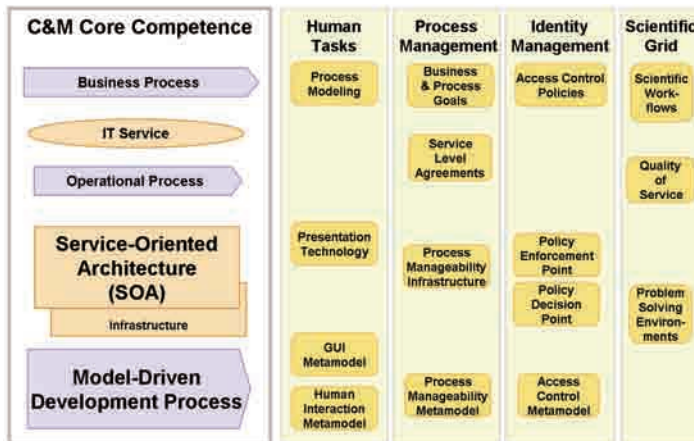 C&M Core Competence
Business Process
IT Service
Operational Process
Service-Oriented
Architecture
(SOA)
Infrastructure
Model-Driven
Development Process
Human
Tasks
Process
Modeling
Presentation
Technology
GUI
Metamodel
Human
Interaction
Metamodel
Process
Management
Business
& Process
Goals
Service
Level
Agreements
Process
Manageability
Infrastructure
Process
Manageability
Metamodel
Identity
Management
Access Control
Policies
Policy
Enforcement
Point
Policy
Decision
Point
Access
Control
Metamodel
Scientific
Grid
Scientific
Work-
flows
Quality
of
Service
Problem
Solving
Environ-
ments